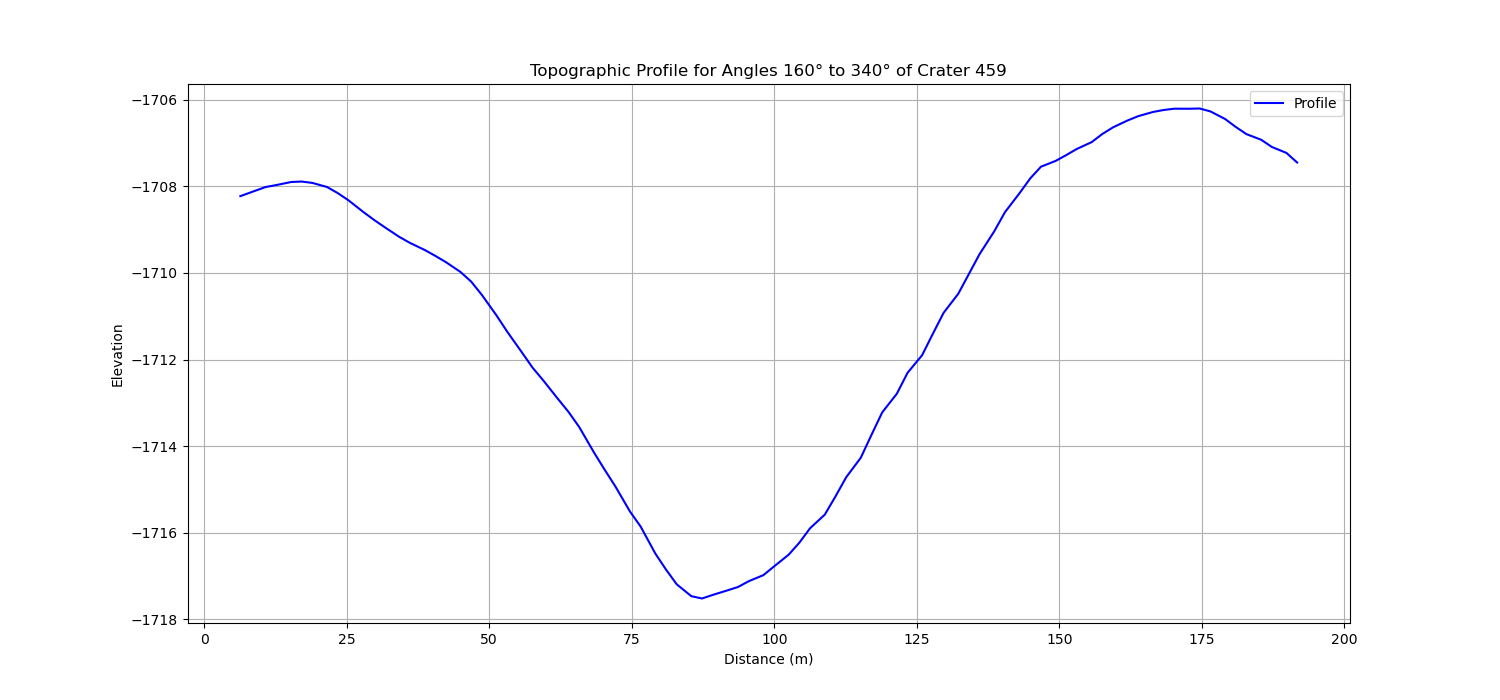 Topographic Profile for Angles 160° to 340° of Crater 459
Profile
Elevation
−1706
−1708
−1710
−1712
−1714
−1716
−1718
0 25 50 75 100 125 150 175 200
Distance (m)